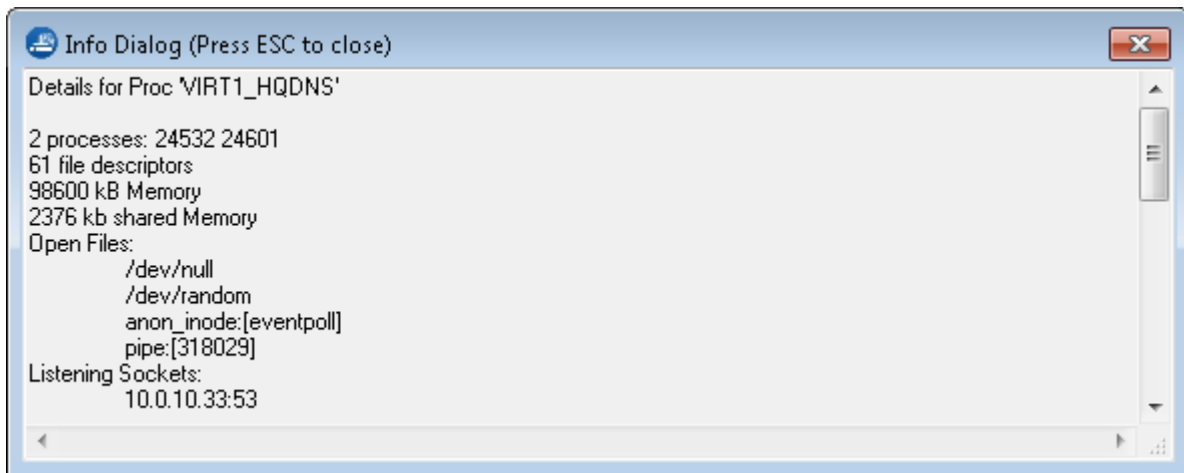 Info Dialog (Press ESC to close)
Details for Proc 'VIRT1_HQDNS'
2 processes: 24532 24601
61 file descriptors
98600 kB Memory
2376 kb shared Memory
Open Files:
/dev/null
/dev/random
anon_inode:[eventpoll]
pipe:[318029]
Listening Sockets:
10.0.10.33:53